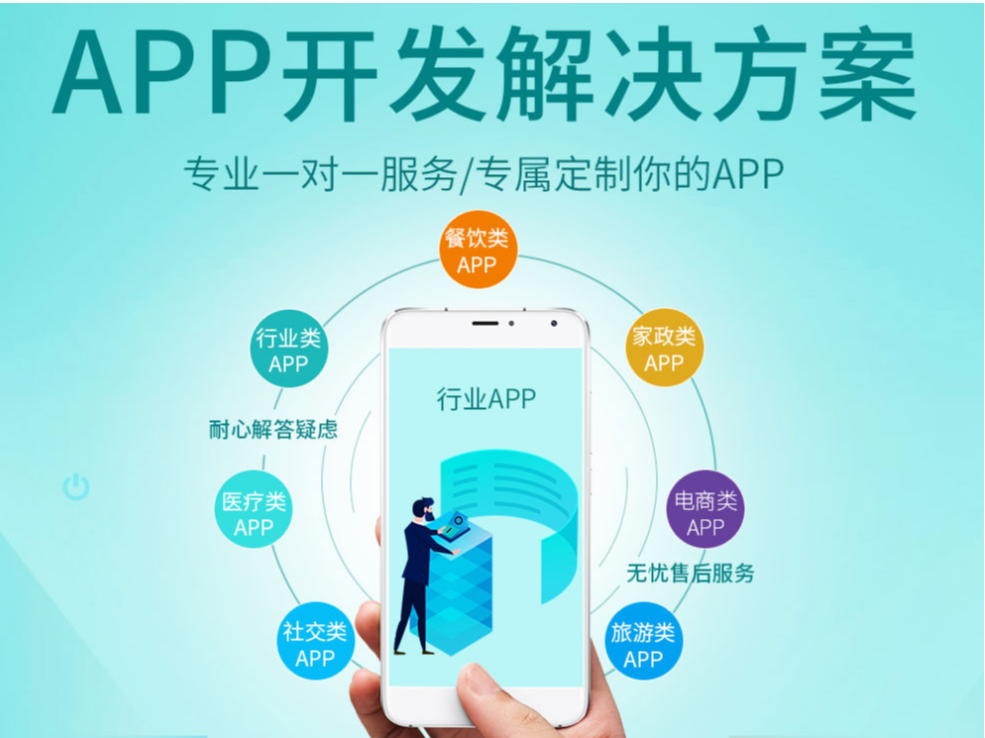 APP开发解决方案
专业一对一服务/专属定制你的APP
餐饮类
APP
行业类
APP
家政类
APP
行业APP
耐心解答疑虑
医疗类
APP
电商类
APP
无忧售后服务
社交类
APP
旅游类
APP